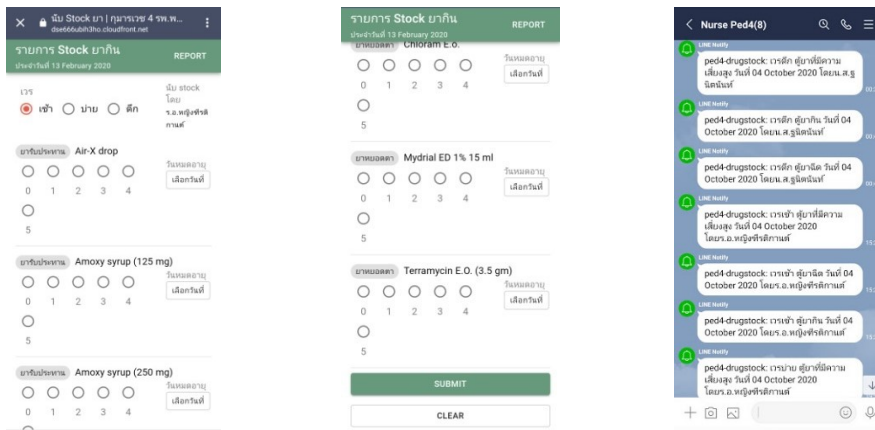 นับ Stock ยา | กุมารเวช 4 รพ.พ...
dse666ubih3ho.cloudfront.net
รายการ Stock ยากิน
ประจำวันที่ 13 February 2020
REPORT
เวร
เช้า บ่าย ดึก
นับ stock
โดย
ร.อ.หญิงศิรดิ
กานต์
ยารับประทาน Air-X drop
วันหมดอายุ
เลือกวันที่
0 1 2 3 4
5
ยารับประทาน Amoxy syrup (125 mg)
วันหมดอายุ
เลือกวันที่
0 1 2 3 4
5
ยารับประทาน Amoxy syrup (250 mg)
วันหมดอายุ
เลือกวันที่
0 1 2 3 4
รายการ Stock ยากิน
ประจำวันที่ 13 February 2020
REPORT
ยาหยอดตา Chloram E.o.
วันหมดอายุ
เลือกวันที่
0 1 2 3 4
5
ยาหยอดตา Mydrial ED 1% 15 ml
วันหมดอายุ
เลือกวันที่
0 1 2 3 4
5
ยาหยอดตา Terramycin E.O. (3.5 gm)
วันหมดอายุ
เลือกวันที่
0 1 2 3 4
5
SUBMIT
CLEAR
Nurse Ped4(8)
LINE Notify
ped4-drugstock: เวรดึก ตู้ยาที่มีความ
เสี่ยงสูง วันที่ 04 October 2020 โดยน.ส.ฐ
นิตนันท์
LINE Notify
ped4-drugstock: เวรดึก ตู้ยากิน วันที่ 04
October 2020 โดยน.ส.ฐนิตนันท์
LINE Notify
ped4-drugstock: เวรดึก ตู้ยาฉีด วันที่ 04
October 2020 โดยน.ส.ฐนิตนันท์
LINE Notify
ped4-drugstock: เวรเช้า ตู้ยาที่มีความ
เสี่ยงสูง วันที่ 04 October 2020
โดยร.อ.หญิงศิรดิกานต์
LINE Notify
ped4-drugstock: เวรเช้า ตู้ยาฉีด วันที่ 04
October 2020 โดยร.อ.หญิงศิรดิกานต์
LINE Notify
ped4-drugstock: เวรเช้า ตู้ยากิน วันที่ 04
October 2020 โดยร.อ.หญิงศิรดิกานต์
LINE Notify
ped4-drugstock: เวรบ่าย ตู้ยาที่มีความ
เสี่ยงสูง วันที่ 04 October 2020
โดยร.อ.หญิงศิรดิกานต์